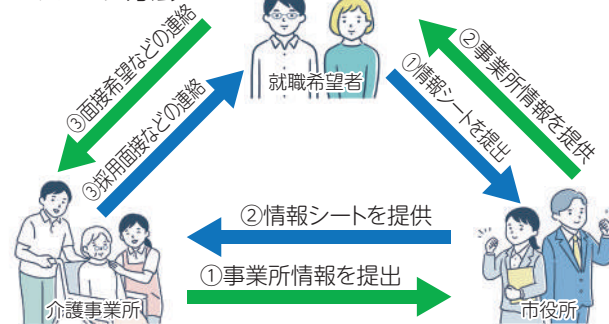 就職希望者
③面接希望などの連絡
③採用面接などの連絡
①情報シートを提出
②事業所情報を提供
②情報シートを提供
①事業所情報を提出
介護事業所
市役所